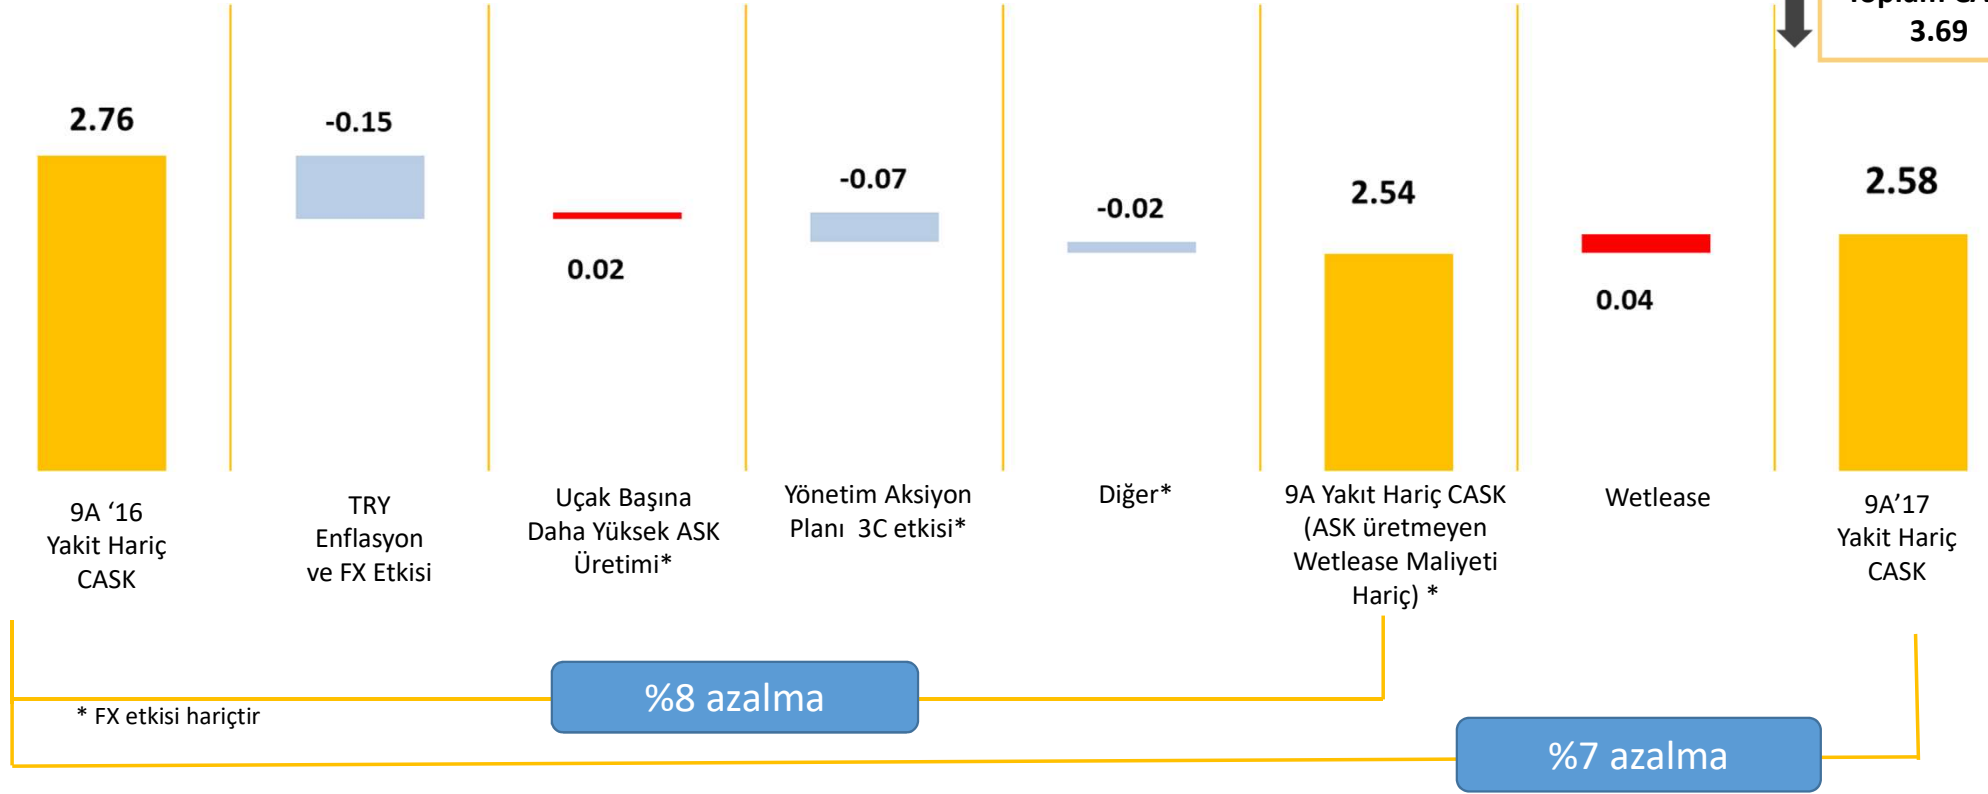 3.69
2.76
-0.15
0.02
-0.07
-0.02
2.54
0.04
2.58
9A ‘16
Yakit Hariç
CASK
TRY
Enflasyon
ve FX Etkisi
Uçak Başına
Daha Yüksek ASK
Üretimi*
Yönetim Aksiyon
Planı 3C etkisi*
Diğer*
9A Yakıt Hariç CASK
(ASK üretmeyen
Wetlease Maliyeti
Hariç) *
Wetlease
9A’17
Yakit Hariç
CASK
%8 azalma
* FX etkisi hariçtir
%7 azalma